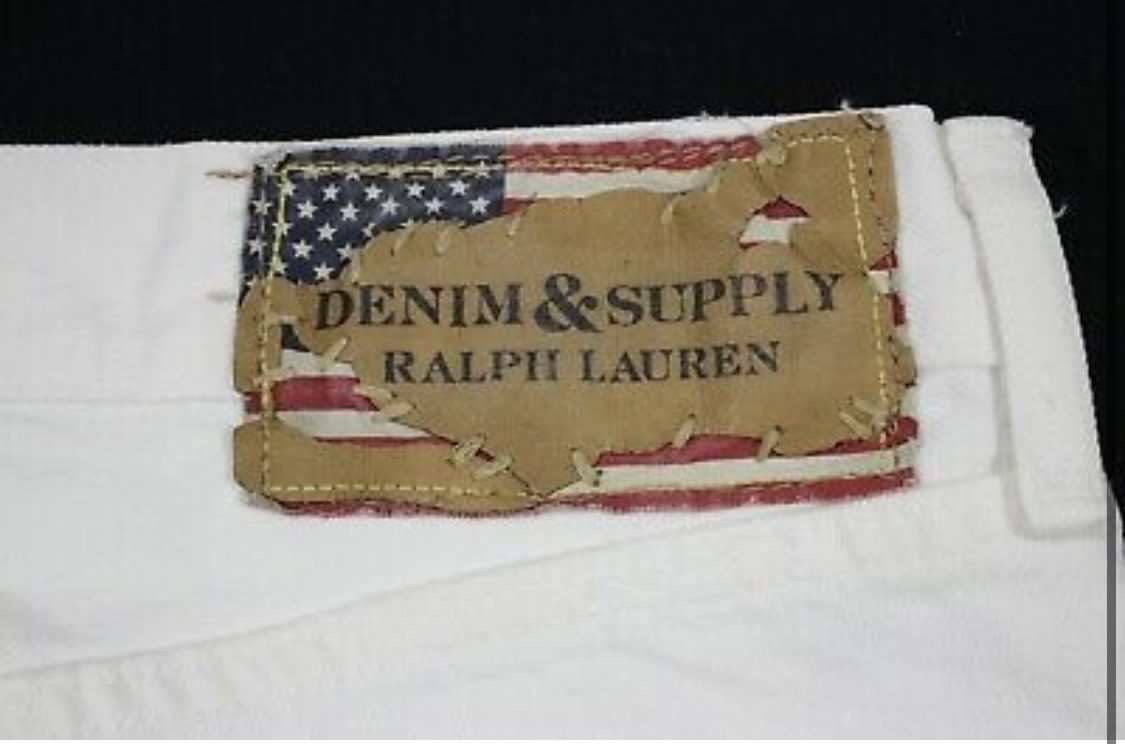 DENIM & SUPPLY
RALPH LAUREN